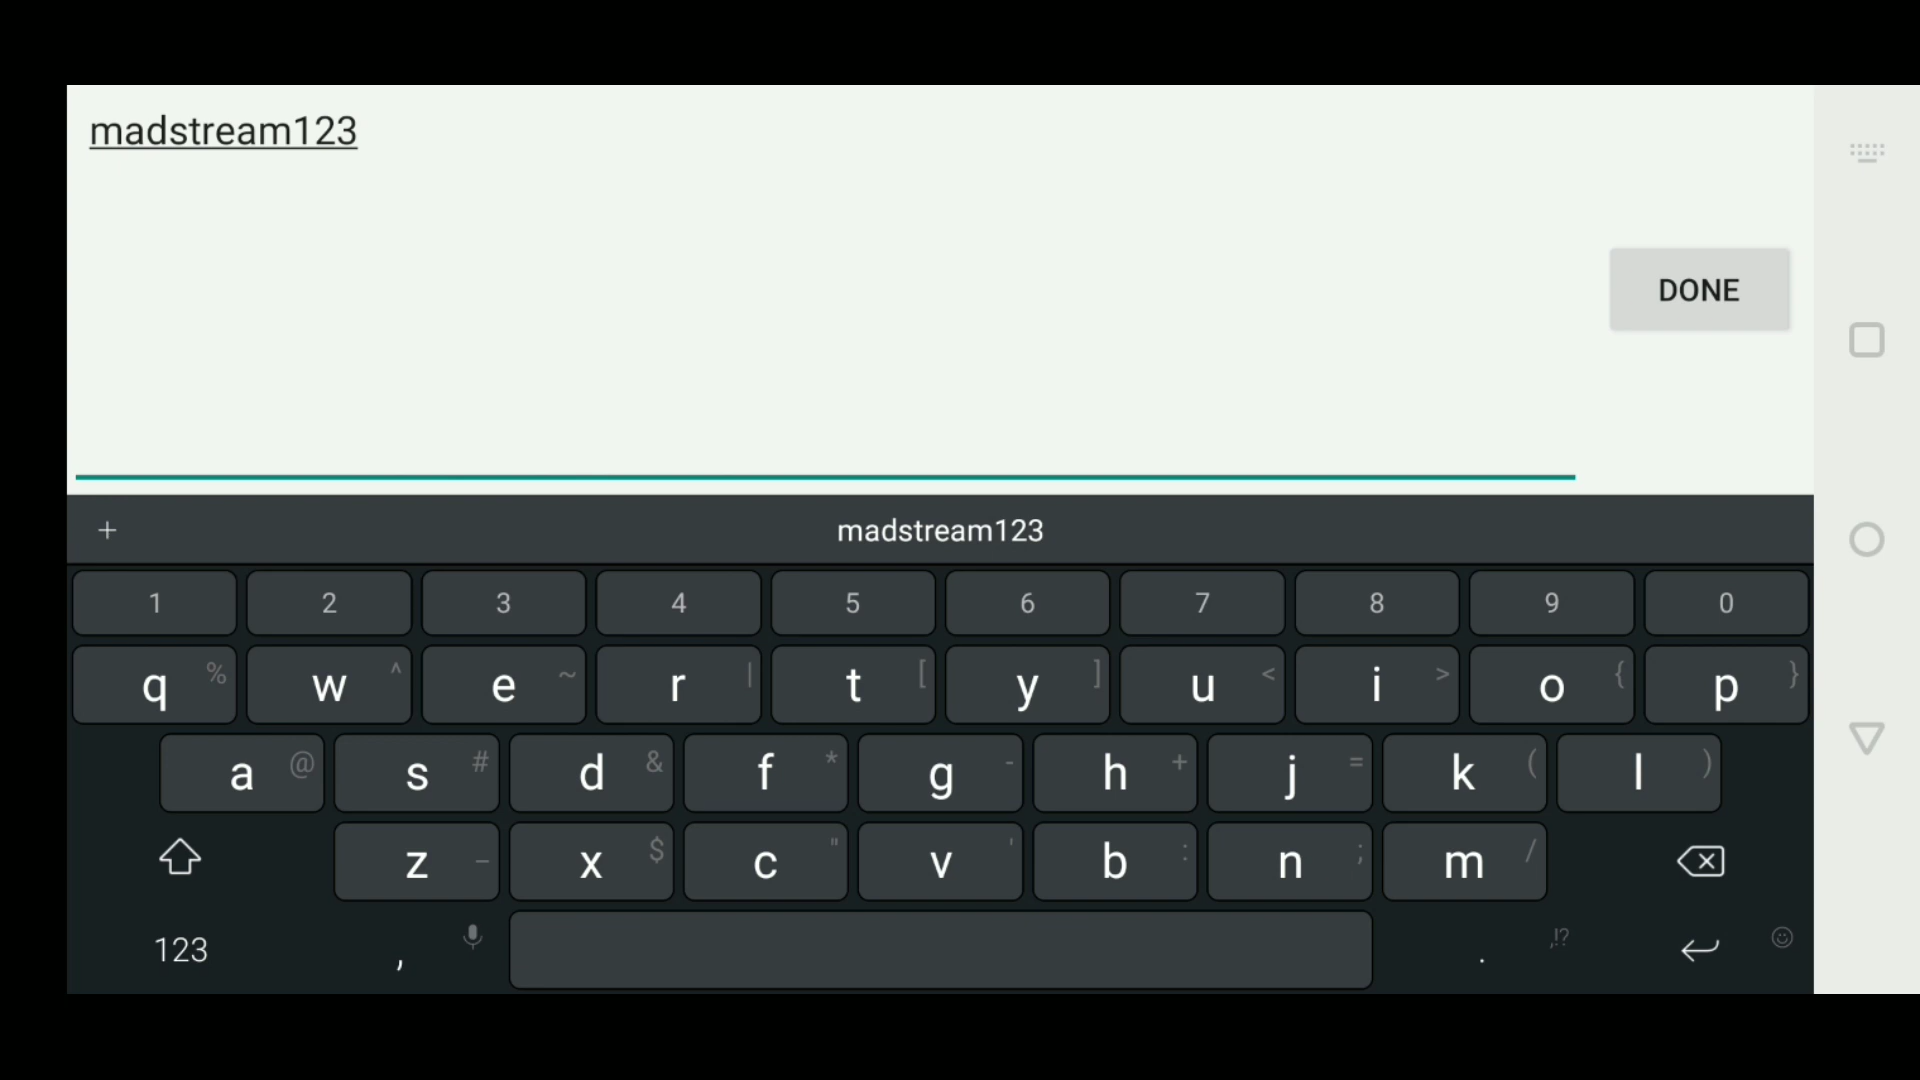 madstream123
DONE
+ madstream123
1 2 3 4 5 6 7 8 9 0
q % w ^ e ~ r | t [ y ] u < i > o { p }
a @ s # d & f * g - h + j = k ( l )
z _ x $ c " v ' b : n ; m /
123 , . ,!?